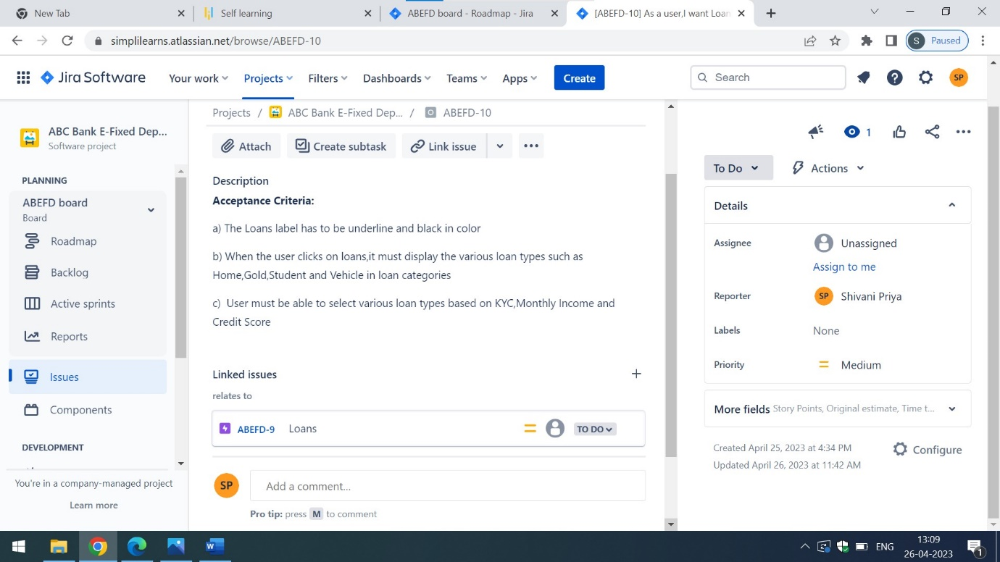 New Tab
Self learning
ABEFD board - Roadmap - Jira
[ABEFD-10] As a user,I want Loan
simplilearns.atlassian.net/browse/ABEFD-10
S Paused
Jira Software
Your work
Projects
Filters
Dashboards
Teams
Apps
Create
Search
SP
ABC Bank E-Fixed Dep...
Software project
PLANNING
ABEFD board
Board
Roadmap
Backlog
Active sprints
Reports
Issues
Components
DEVELOPMENT
You're in a company-managed project
Learn more
Projects / ABC Bank E-Fixed Dep... / ABEFD-10
Attach
Create subtask
Link issue
Description
Acceptance Criteria:
a) The Loans label has to be underline and black in color
b) When the user clicks on loans,it must display the various loan types such as
Home,Gold,Student and Vehicle in loan categories
c) User must be able to select various loan types based on KYC,Monthly Income and
Credit Score
Linked issues
relates to
ABEFD-9 Loans TO DO
SP Add a comment...
Pro tip: press M to comment
1
To Do
Actions
Details
Assignee Unassigned
Assign to me
Reporter SP Shivani Priya
Labels None
Priority Medium
More fields Story Points, Original estimate, Time t...
Created April 25, 2023 at 4:34 PM
Updated April 26, 2023 at 11:42 AM
Configure
W
ENG
13:09
26-04-2023
1